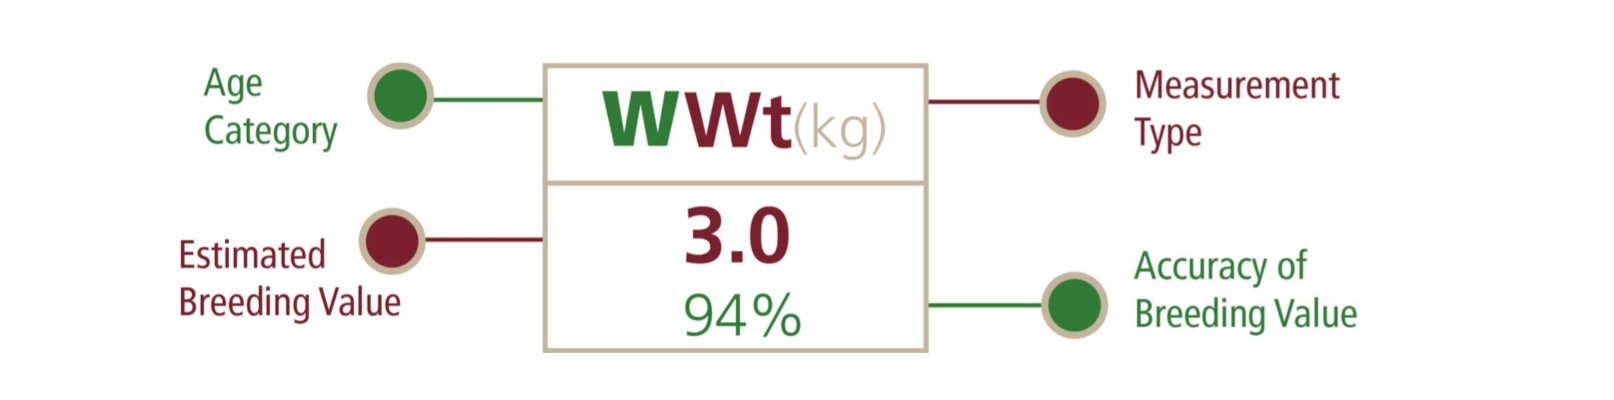 Age
Category
WWt(kg)
Measurement
Type
Estimated
Breeding Value
3.0
94%
Accuracy of
Breeding Value